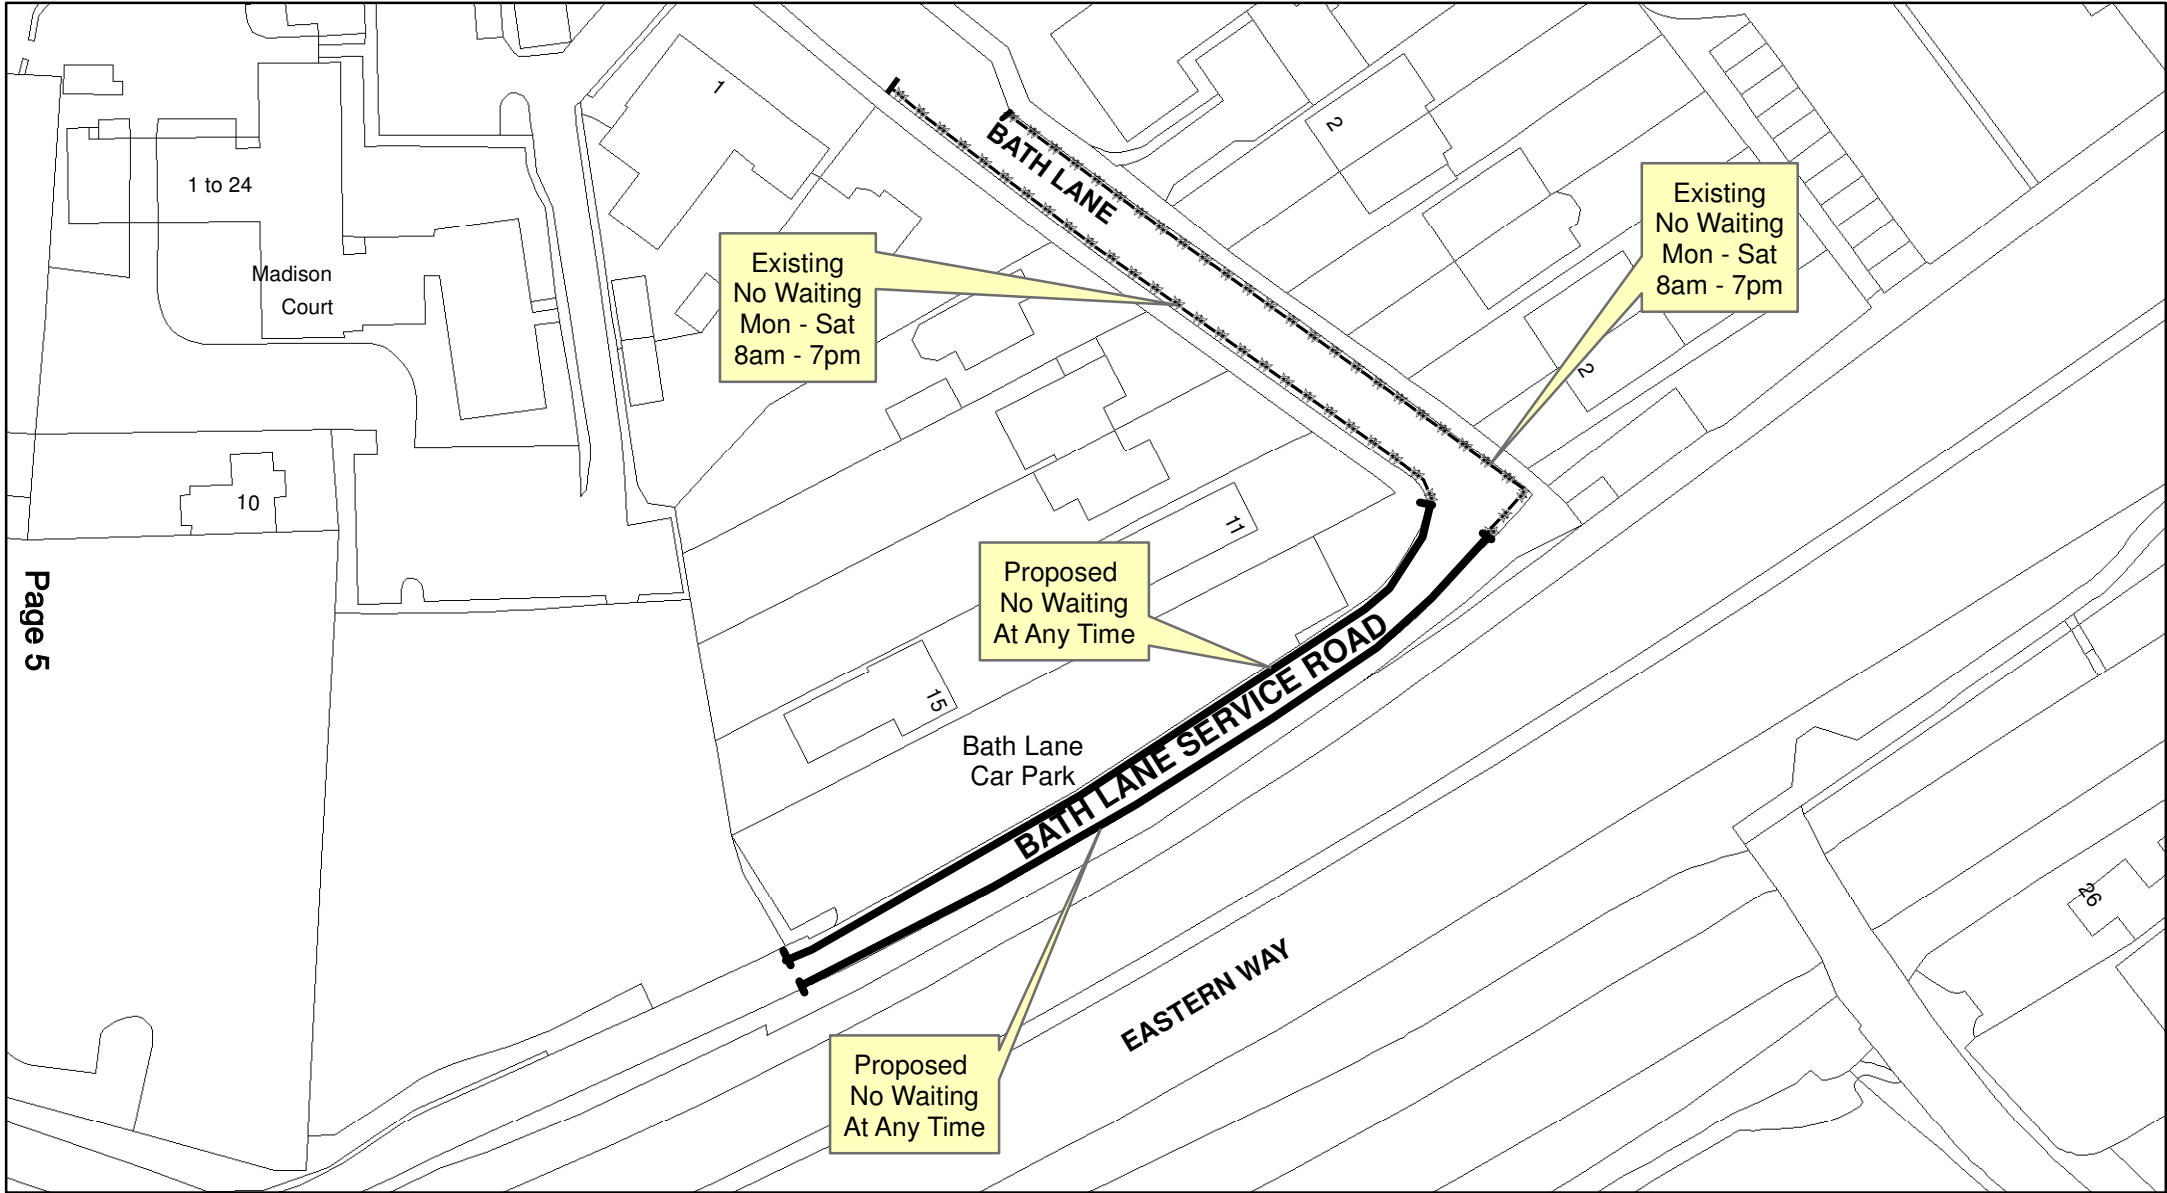 1
BATH LANE
2
1 to 24
Existing
No Waiting
Mon - Sat
8am - 7pm
Madison
Court
Existing
No Waiting
Mon - Sat
8am - 7pm
2
10
11
Proposed
No Waiting
At Any Time
Page 5
15
BATH LANE SERVICE ROAD
Bath Lane
Car Park
26
EASTERN WAY
Proposed
No Waiting
At Any Time